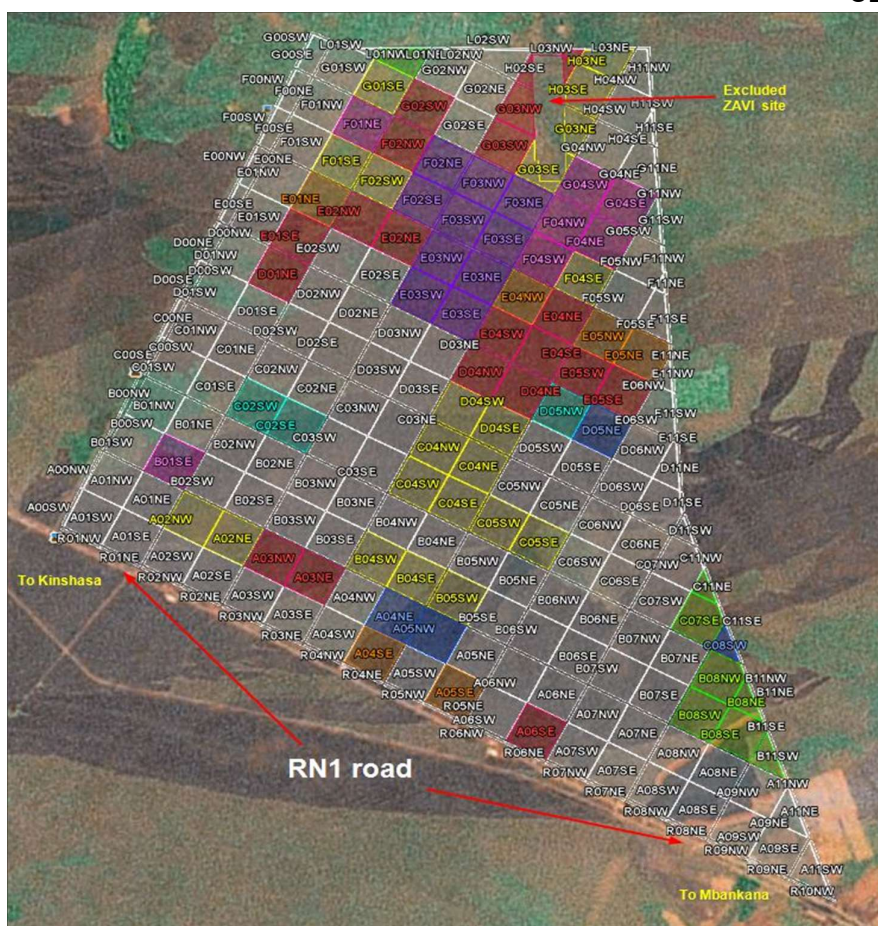 G00SW
L02SW
L01SW
G00SE
L01NW
L01NE
L02NW
L03NW
L03NE
G01SW
G02NW
H02SE
H03NE
H11NW
F00NW
G01SE
H04NW
F00NE
G02NE
H03SE
Excluded
ZAVI site
F01NW
G02SW
G03NW
H04SW
H11SW
F00SW
F01NE
G02SE
F00SE
G03NE
H11SE
F01SW
F02NW
G03SW
G04NW
H04SE
E00NW
E00NE
F01SE
F02NE
G03SE
G04NE
G11NE
E01NW
F02SW
F03NW
G04SW
G11NW
E00SE
E01NE
F02SE
F03NE
G04SE
E01SW
E02NW
F03SW
F04NW
G11SW
D00NW
E01SE
E02NE
F03SE
F04NE
G05SW
D00NE
E02SW
D01NW
E03NW
F04SW
F05NW
F11NW
D00SW
D01NE
E02SE
E03NE
F04SE
F11NE
D00SE
D01SW
D02NW
E03SW
E04NW
F05SW
C00NE
D01SE
D02NE
E03SE
E04NE
F05SE
F11SE
C01NW
D02SW
D03NW
E04SW
E05NW
C00SE
C00SW
C01NE
D02SE
D03NE
E04SE
E05NE
E11NE
C01SW
C02NW
D03SW
D04NW
E05SW
E11NW
B00NW
C01SE
C02NE
D03SE
D04NE
E06NW
B01NW
C02SW
C03NW
D04SW
E05SE
B00SW
B01NE
C02SE
C03NE
D05NW
E06SW
E11SW
B01SW
B02NW
C03SW
D04SE
D05NE
E11SE
A00NW
B01SE
B02NE
C04NW
D05SW
D06NW
A01NW
B02SW
C03SE
C04NE
D05SE
D11NE
A00SW
A01NE
B02SE
B03NW
C04SW
C05NW
D06SW
A01SW
A02NW
B03SW
B03NE
C04SE
C05NE
D06SE
D11SE
R01NW
A01SE
A02NE
B03SE
B04NW
C05SW
C06NW
D11SW
R01NE
A02SW
A03NW
B04NE
C05SE
C06NE
To Kinshasa
R02NW
A02SE
A03NE
B04SW
B05NW
C06SW
C07NW
C11NW
R02NE
A03SW
A04NW
B04SE
B05NE
C06SE
C11NE
R03NW
A03SE
A04NE
B05SW
B06NW
C07SW
R03NE
A04SW
A05NW
B05SE
B06NE
C07SE
C11SE
R04NW
A04SE
A05NE
B06SW
B07NW
C08SW
R04NE
A05SW
A06NW
B06SE
B07NE
R05NW
A05SE
B07SW
B08NW
B11NW
R05NE
A06NE
B07SE
B08NE
B11NE
A06SW
A07NW
B08SW
R06NW
A06SE
A07NE
B08SE
B11SE
R06NE
A07SW
A08NW
B11SW
RN1 road
R07NW
A07SE
A08NE
A11NW
R07NE
A08SW
A09NW
R08NW
A08SE
A09NE
A11NE
R08NE
A09SW
R09NW
A09SE
R09NE
A11SW
To Mbankana
R10NW